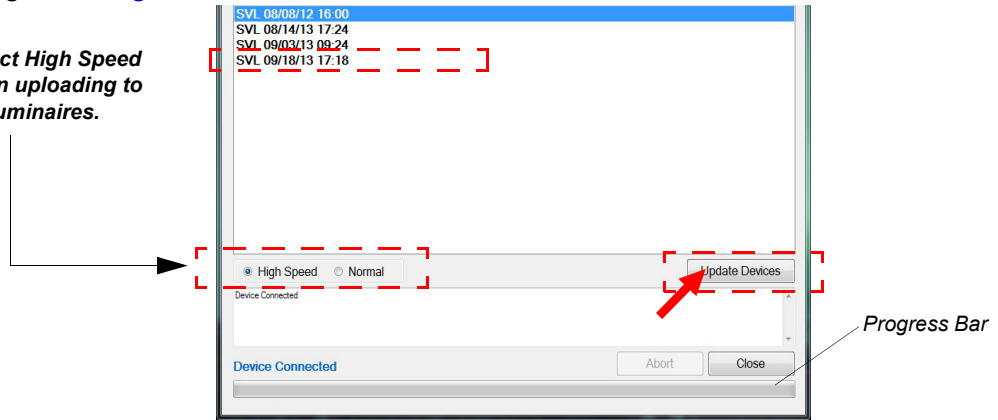 SVL 08/08/12 16:00
SVL 08/14/13 17:24
SVL 09/03/13 09:24
SVL 09/18/13 17:18
ct High Speed
n uploading to
uminaires.
High Speed Normal
Update Devices
Device Connected
Progress Bar
Device Connected
Abort Close